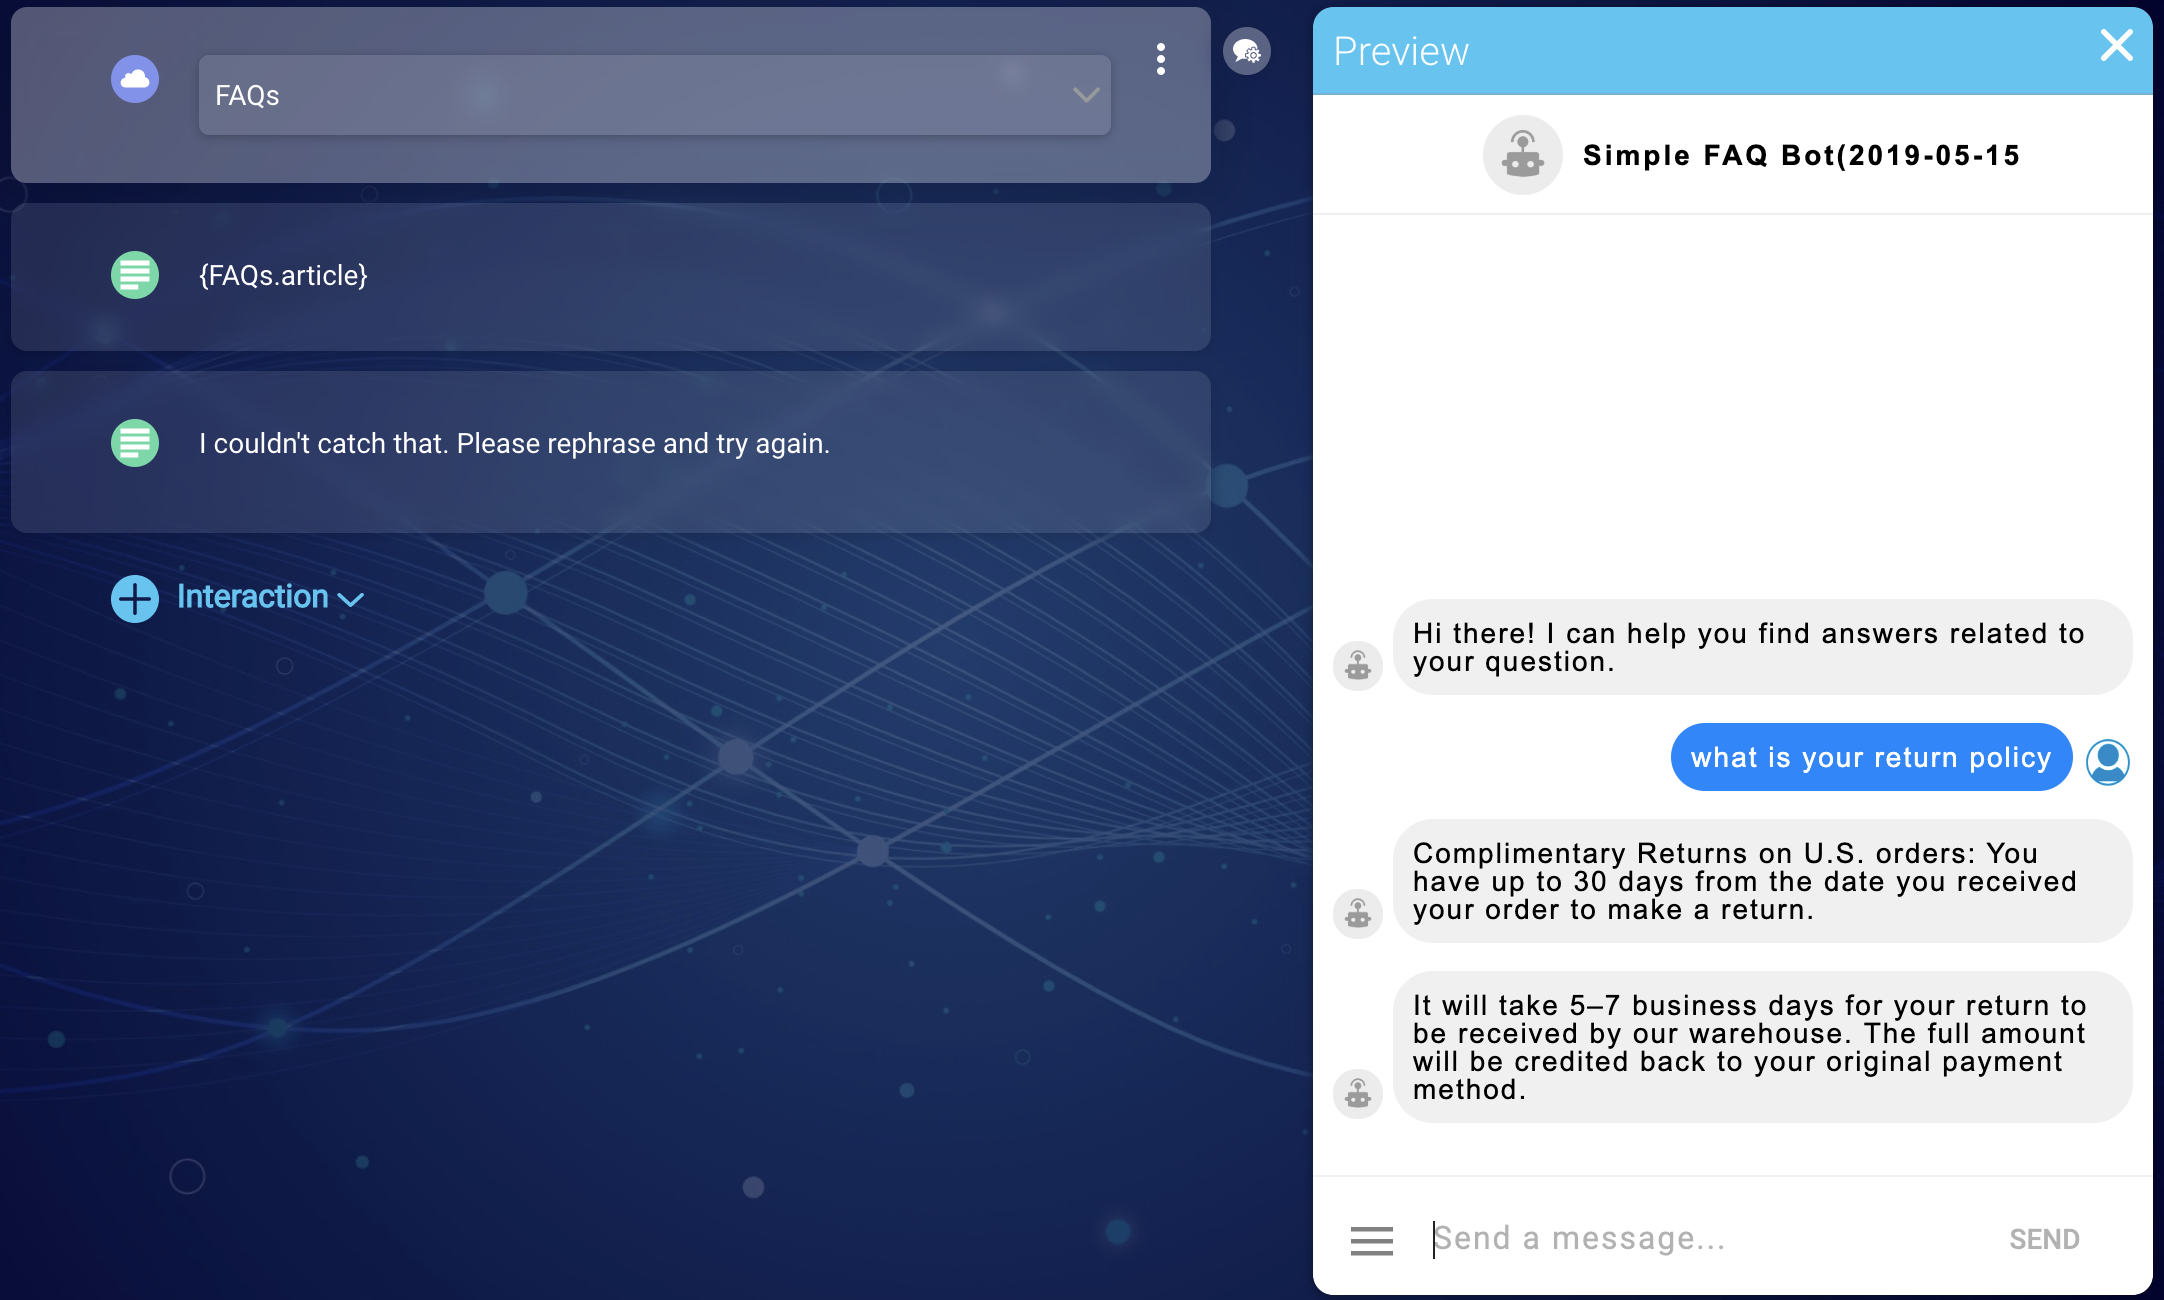 FAQs
{FAQs.article}
I couldn't catch that. Please rephrase and try again.
Interaction
Preview
Simple FAQ Bot(2019-05-15
Hi there! I can help you find answers related to
your question.
what is your return policy
Complimentary Returns on U.S. orders: You
have up to 30 days from the date you received
your order to make a return.
It will take 5–7 business days for your return to
be received by our warehouse. The full amount
will be credited back to your original payment
method.
Send a message...
SEND